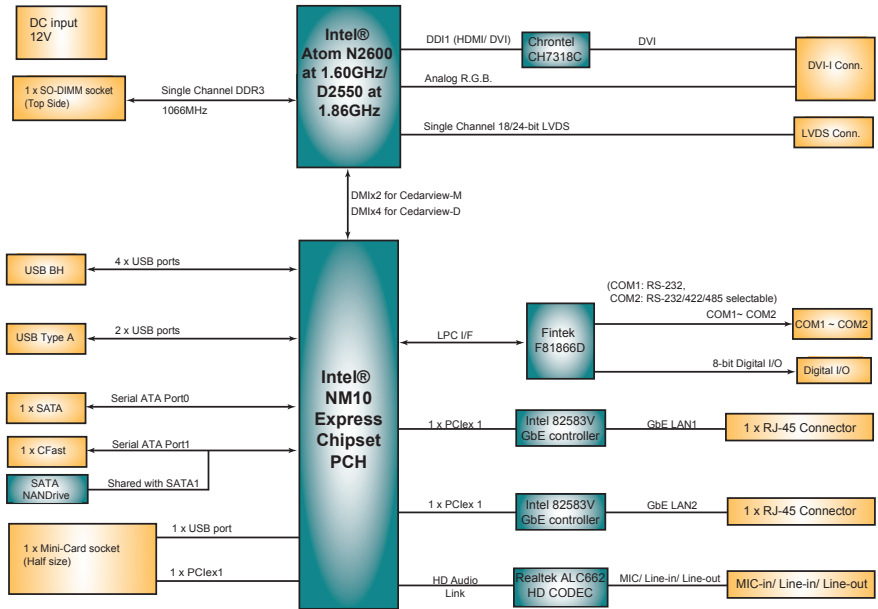 DC input
12V
Intel®
Atom N2600
at 1.60GHz/
D2550 at
1.86GHz
DDI1 (HDMI/ DVI)
Chrontel
CH7318C
DVI
DVI-I Conn.
Analog R.G.B.
1 x SO-DIMM socket
(Top Side)
Single Channel DDR3
1066MHz
Single Channel 18/24-bit LVDS
LVDS Conn.
DMIx2 for Cedarview-M
DMIx4 for Cedarview-D
USB BH
4 x USB ports
USB Type A
2 x USB ports
1 x SATA
Serial ATA Port0
1 x CFast
Serial ATA Port1
SATA
NANDrive
Shared with SATA1
1 x Mini-Card socket
(Half size)
1 x USB port
1 x PCIex1
Intel®
NM10
Express
Chipset
PCH
LPC I/F
Fintek
F81866D
(COM1: RS-232,
COM2: RS-232/422/485 selectable)
COM1~ COM2
COM1 ~ COM2
8-bit Digital I/O
Digital I/O
1 x PCIex 1
Intel 82583V
GbE controller
GbE LAN1
1 x RJ-45 Connector
1 x PCIex 1
Intel 82583V
GbE controller
GbE LAN2
1 x RJ-45 Connector
HD Audio
Link
Realtek ALC662
HD CODEC
MIC/ Line-in/ Line-out
MIC-in/ Line-in/ Line-out